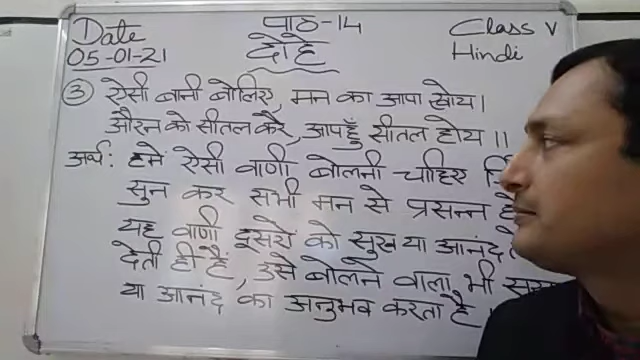 Date
05-01-21
पाठ-14
दोहे
Class V
Hindi
③ ऐसी बानी बोलिए, मन का आपा खोय।
औरन को सीतल करै, आपहुँ सीतल होय।।
अर्थ: हमें ऐसी वाणी बोलनी चाहिए
सुन कर सभी मन से प्रसन्न
यह वाणी दूसरों को सुख या आनंद
देती ही है, उसे बोलने वाला भी
या आनंद का अनुभव करता है।